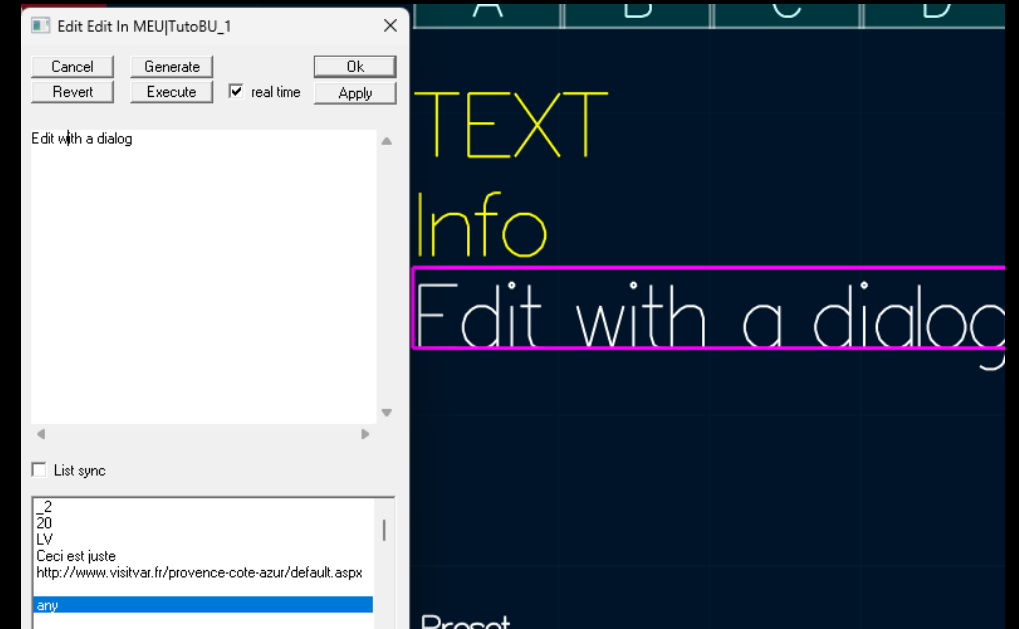 Edit Edit In MEU|TutoBU_1
Cancel
Generate
Ok
Revert
Execute
real time
Apply
Edit with a dialog
List sync
_2
20
LV
Ceci est juste
http://www.visitvar.fr/provence-cote-azur/default.aspx
any
A
B
C
D
TEXT
Info
Edit with a dialog
Preset